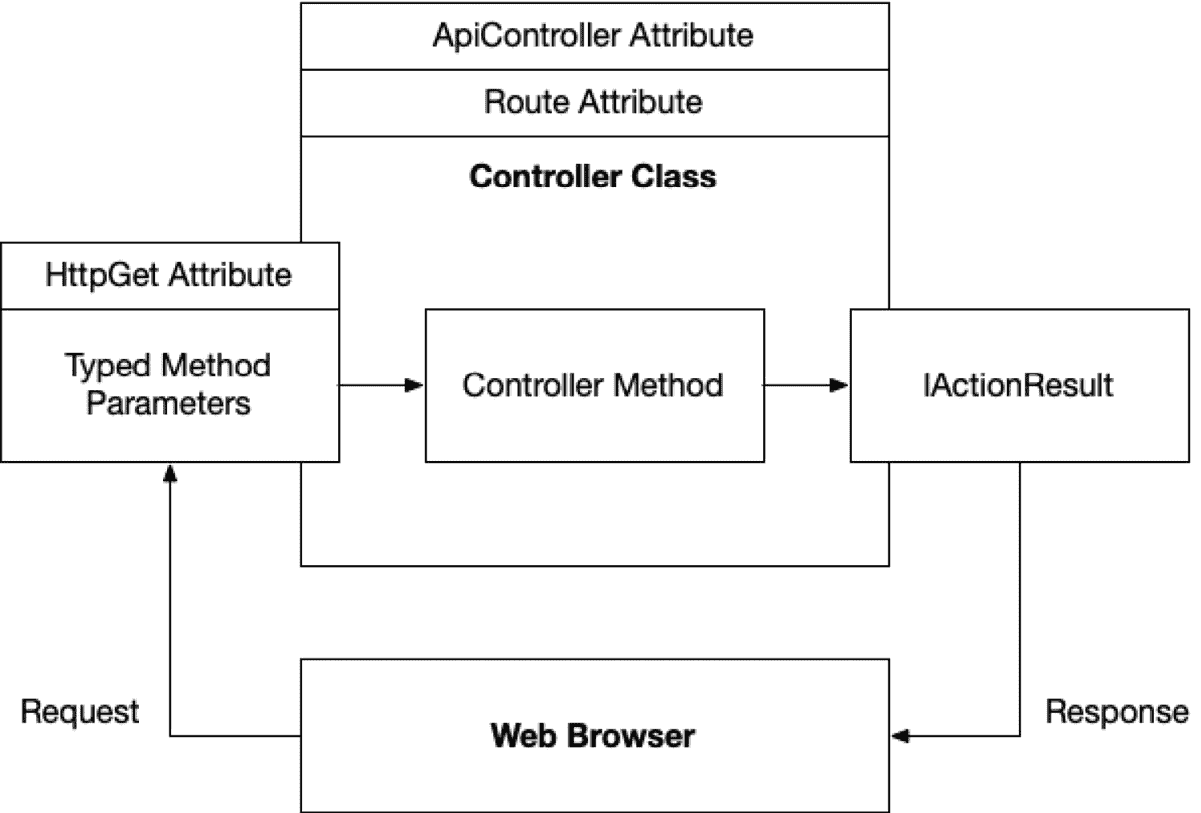 ApiController Attribute
Route Attribute
Controller Class
HttpGet Attribute
Typed Method
Parameters
Controller Method
IActionResult
Request
Web Browser
Response